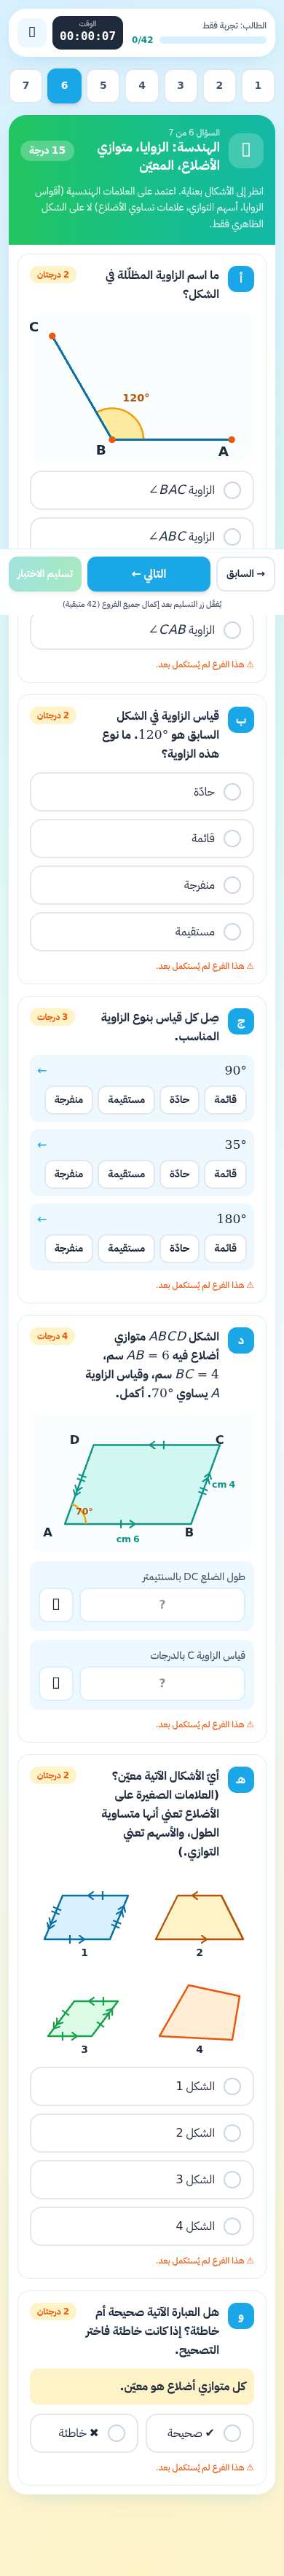 الطالب: تجربة فقط
0/42
الوقت
00:00:07
1 2 3 4 5 6 7
السؤال 6 من 7
الهندسة: الزوايا، متوازي
الأضلاع، المعيّن
15 درجة
انظر إلى الأشكال بعناية. اعتمد على العلامات الهندسية (أقواس
الزوايا، أسهم التوازي، علامات تساوي الأضلاع) لا على الشكل
الظاهري فقط.
أ
ما اسم الزاوية المظلّلة في
الشكل؟
2 درجتان
C
120°
B
A
الزاوية ∠BAC
الزاوية ∠ABC
→ السابق
التالي ←
تسليم الاختبار
يُفعَّل زر التسليم بعد إكمال جميع الفروع (42 متبقية)
الزاوية ∠CAB
⚠ هذا الفرع لم يُستكمل بعد.
ب
قياس الزاوية في الشكل
السابق هو 120°. ما نوع
هذه الزاوية؟
2 درجتان
حادّة
قائمة
منفرجة
مستقيمة
⚠ هذا الفرع لم يُستكمل بعد.
ج
صِل كل قياس بنوع الزاوية
المناسب.
3 درجات
90° ←
قائمة حادّة مستقيمة منفرجة
35° ←
قائمة حادّة مستقيمة منفرجة
180° ←
قائمة حادّة مستقيمة منفرجة
⚠ هذا الفرع لم يُستكمل بعد.
د
الشكل ABCD متوازي
أضلاع فيه AB = 6 سم،
BC = 4 سم، وقياس الزاوية
A يساوي 70°. أكمل.
4 درجات
D
C
4 cm
70°
A
B
6 cm
طول الضلع DC بالسنتيمتر
?
قياس الزاوية C بالدرجات
?
⚠ هذا الفرع لم يُستكمل بعد.
هـ
أيّ الأشكال الآتية معيّن؟
(العلامات الصغيرة على
الأضلاع تعني أنها متساوية
الطول، والأسهم تعني
التوازي.)
2 درجتان
1
2
3
4
الشكل 1
الشكل 2
الشكل 3
الشكل 4
⚠ هذا الفرع لم يُستكمل بعد.
و
هل العبارة الآتية صحيحة أم
خاطئة؟ إذا كانت خاطئة فاختر
التصحيح.
2 درجتان
كل متوازي أضلاع هو معيّن.
✔ صحيحة
✖ خاطئة
⚠ هذا الفرع لم يُستكمل بعد.